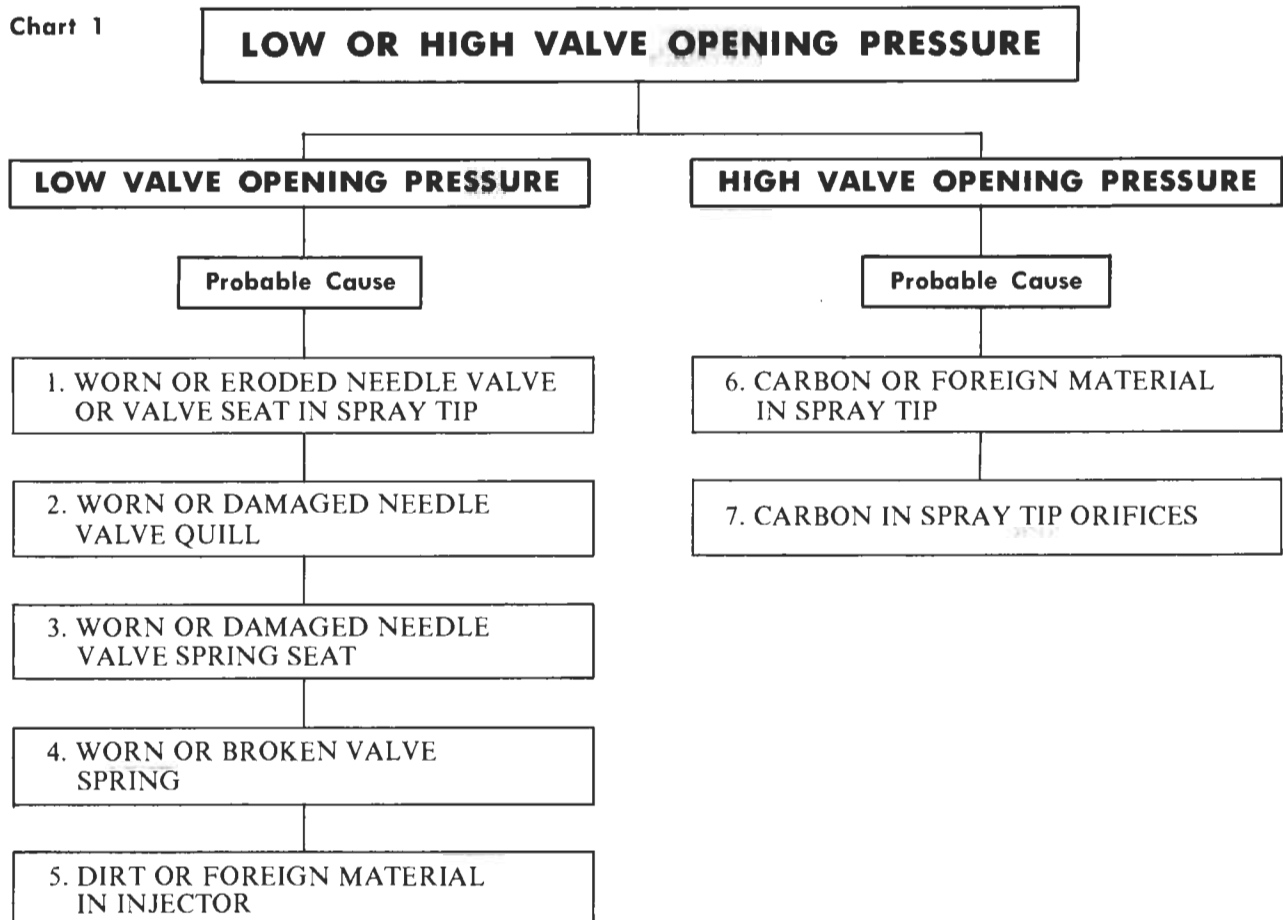 Chart 1
LOW OR HIGH VALVE OPENING PRESSURE
LOW VALVE OPENING PRESSURE
Probable Cause
1. WORN OR ERODED NEEDLE VALVE
OR VALVE SEAT IN SPRAY TIP
2. WORN OR DAMAGED NEEDLE
VALVE QUILL
3. WORN OR DAMAGED NEEDLE
VALVE SPRING SEAT
4. WORN OR BROKEN VALVE
SPRING
5. DIRT OR FOREIGN MATERIAL
IN INJECTOR
HIGH VALVE OPENING PRESSURE
Probable Cause
6. CARBON OR FOREIGN MATERIAL
IN SPRAY TIP
7. CARBON IN SPRAY TIP ORIFICES